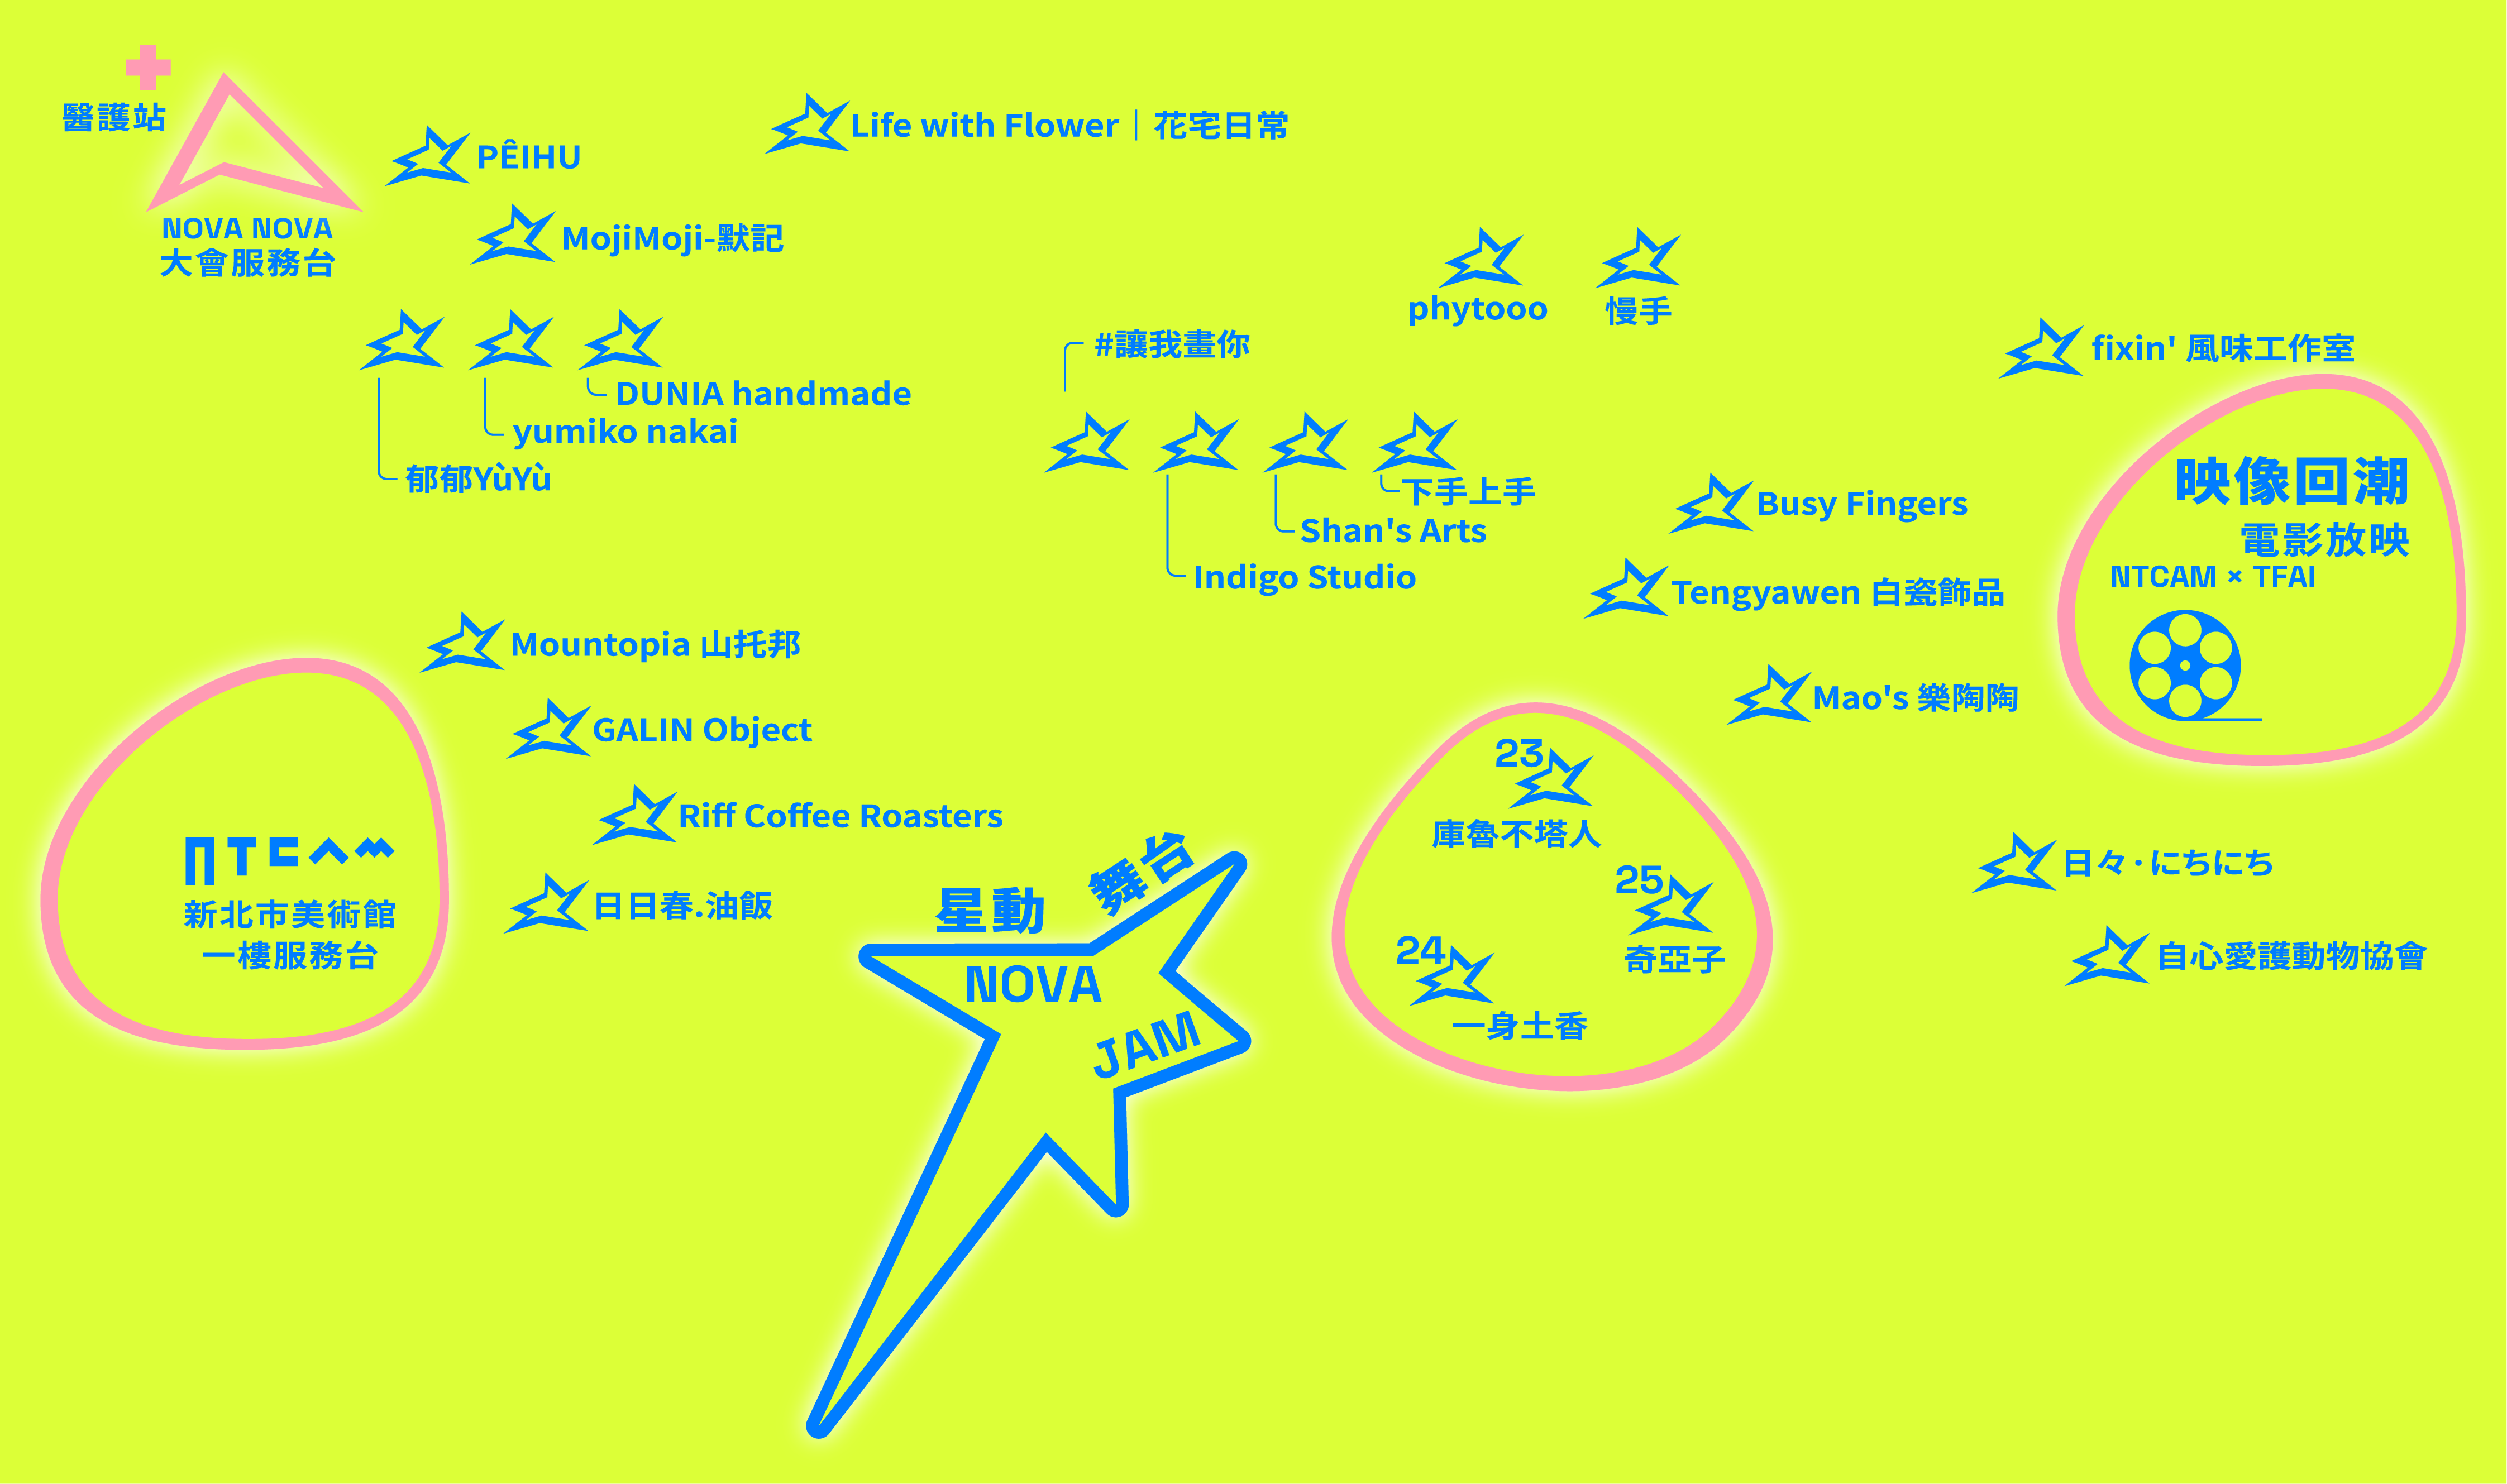 醫護站
NOVA NOVA
大會服務台
PÊIHU
Life with Flower｜花宅日常
MojiMoji-默記
DUNIA handmade
yumiko nakai
郁郁YùYù
#讓我畫你
phytooo
慢手
下手上手
Shan's Arts
Indigo Studio
fixin' 風味工作室
映像回潮
電影放映
NTCAM × TFAI
Busy Fingers
Tengyawen 白瓷飾品
Mao's 樂陶陶
Mountopia 山托邦
GALIN Object
Riff Coffee Roasters
日日春.油飯
NTCAM
新北市美術館
一樓服務台
星動 舞台
NOVA
JAM
23
庫魯不塔人
25
奇亞子
24
一身土香
日々·にちにち
自心愛護動物協會